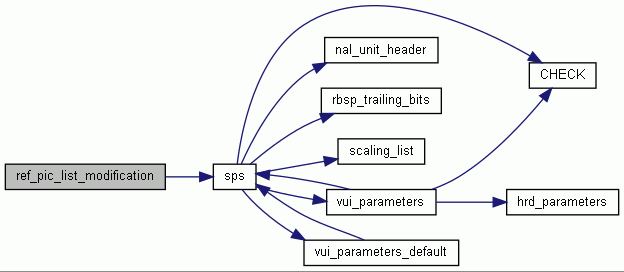 nal_unit_header
CHECK
rbsp_trailing_bits
scaling_list
ref_pic_list_modification
sps
vui_parameters
hrd_parameters
vui_parameters_default